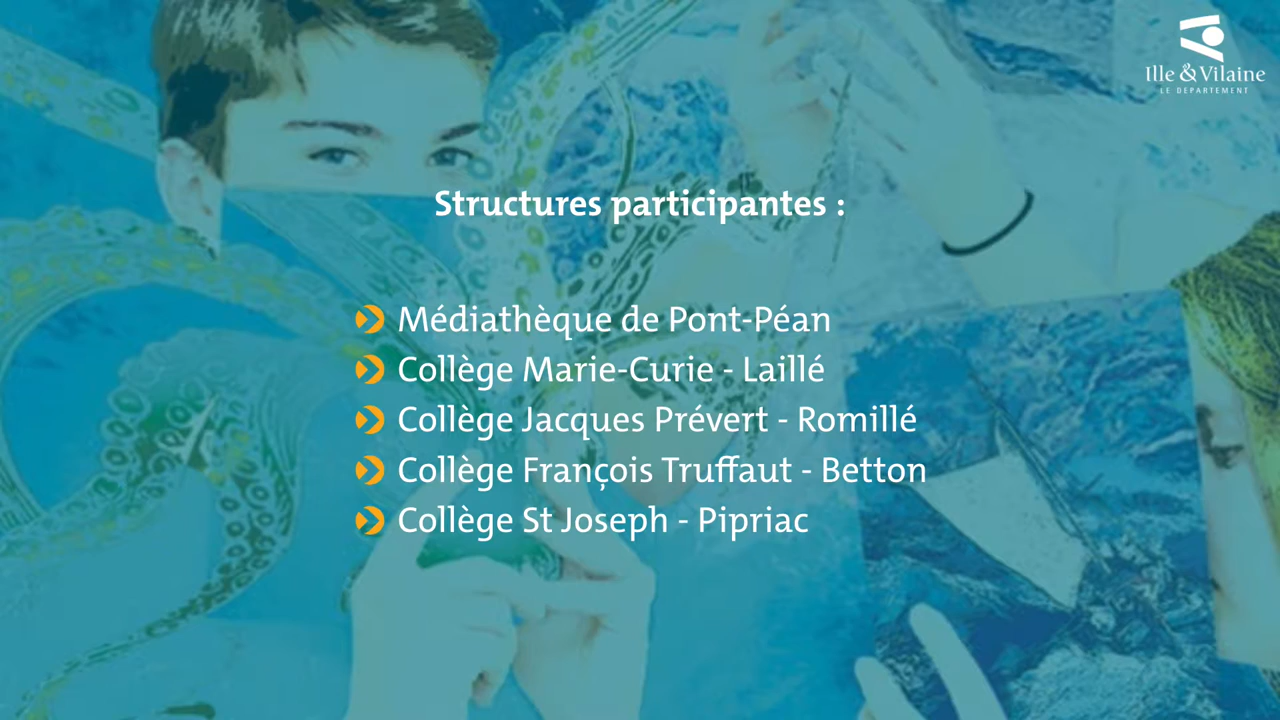 Ille & Vilaine
LE DEPARTEMENT
Structures participantes :
Médiathèque de Pont-Péan
Collège Marie-Curie - Laillé
Collège Jacques Prévert - Romillé
Collège François Truffaut - Betton
Collège St Joseph - Pipriac